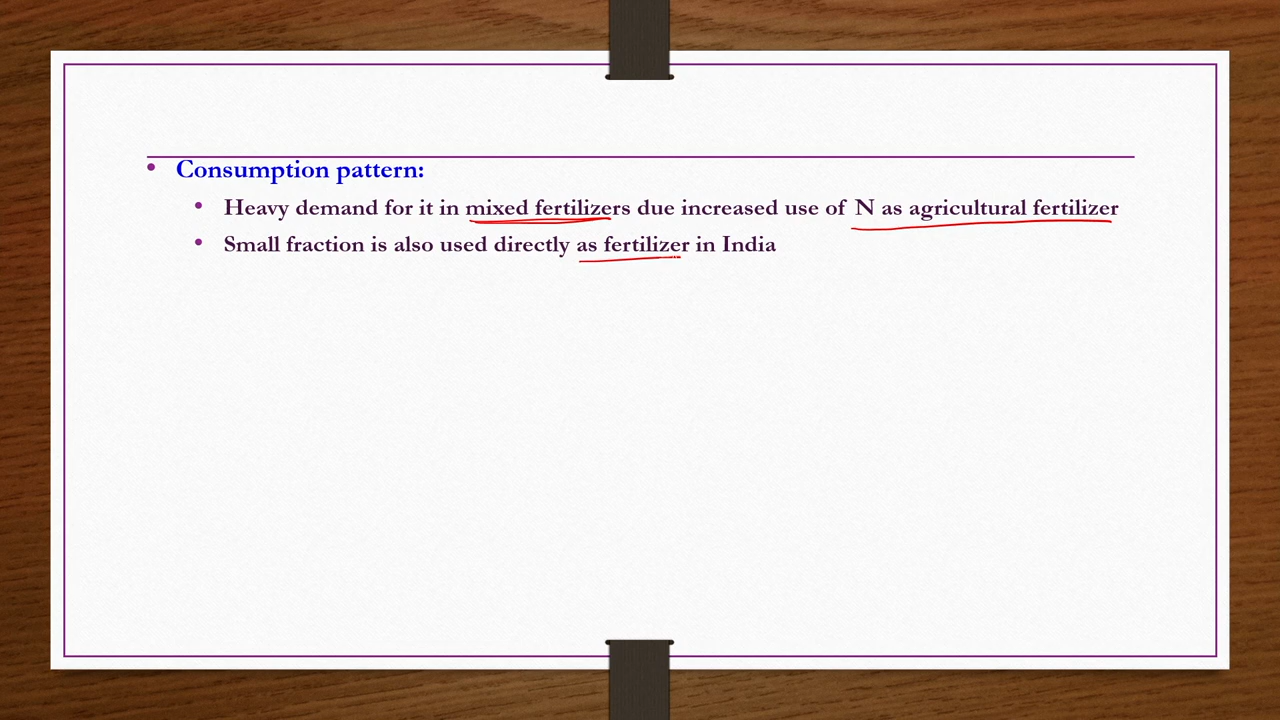 • Consumption pattern:
• Heavy demand for it in mixed fertilizers due increased use of N as agricultural fertilizer
• Small fraction is also used directly as fertilizer in India